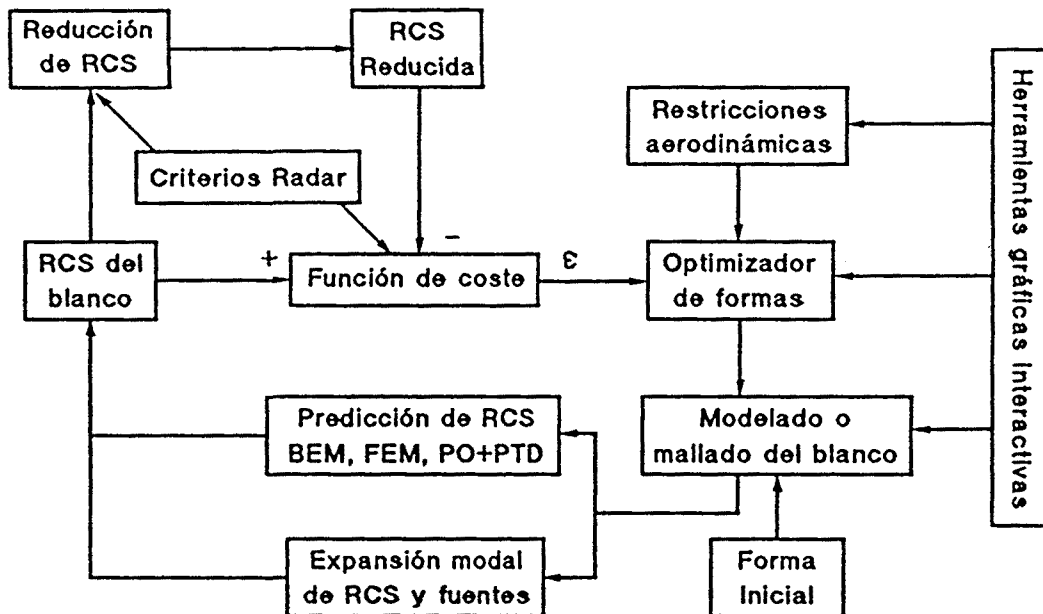 Reducción
de RCS
RCS
Reducida
Restricciones
aerodinámicas
Criterios Radar
RCS del
blanco
+
Función de coste
-
ε
Optimizador
de formas
Predicción de RCS
BEM, FEM, PO+PTD
Modelado o
mallado del blanco
Expansión modal
de RCS y fuentes
Forma
Inicial
Herramientas gráficas interactivas